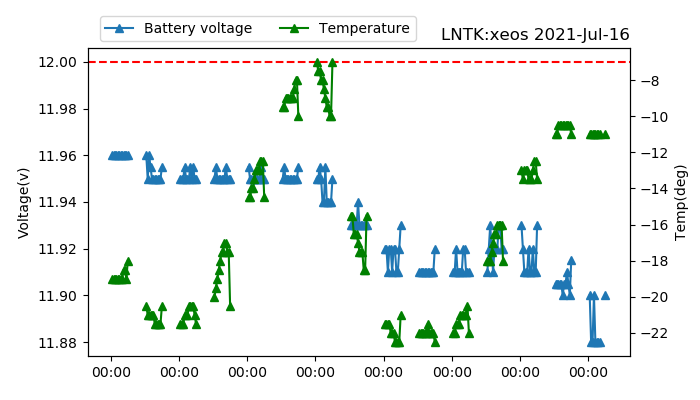 Battery voltage
Temperature
LNTK:xeos 2021-Jul-16
Voltage(v)
12.00
11.98
11.96
11.94
11.92
11.90
11.88
−8
−10
−12
−14
−16
−18
−20
−22
Temp(deg)
00:00 00:00 00:00 00:00 00:00 00:00 00:00 00:00